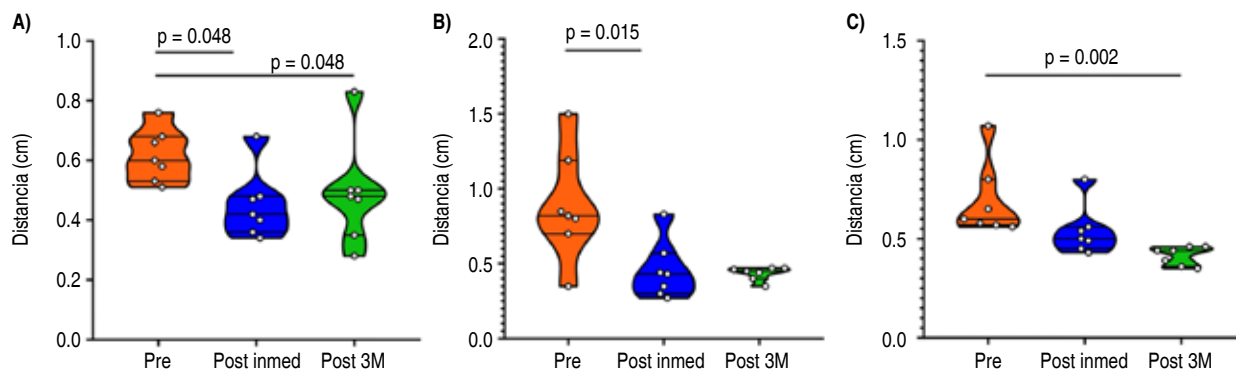 A)
p = 0.048
p = 0.048
Distancia (cm)
1.0
0.8
0.6
0.4
0.2
0.0
Pre
Post inmed
Post 3M
B)
p = 0.015
Distancia (cm)
2.0
1.5
1.0
0.5
0.0
Pre
Post inmed
Post 3M
C)
p = 0.002
Distancia (cm)
1.5
1.0
0.5
0.0
Pre
Post inmed
Post 3M